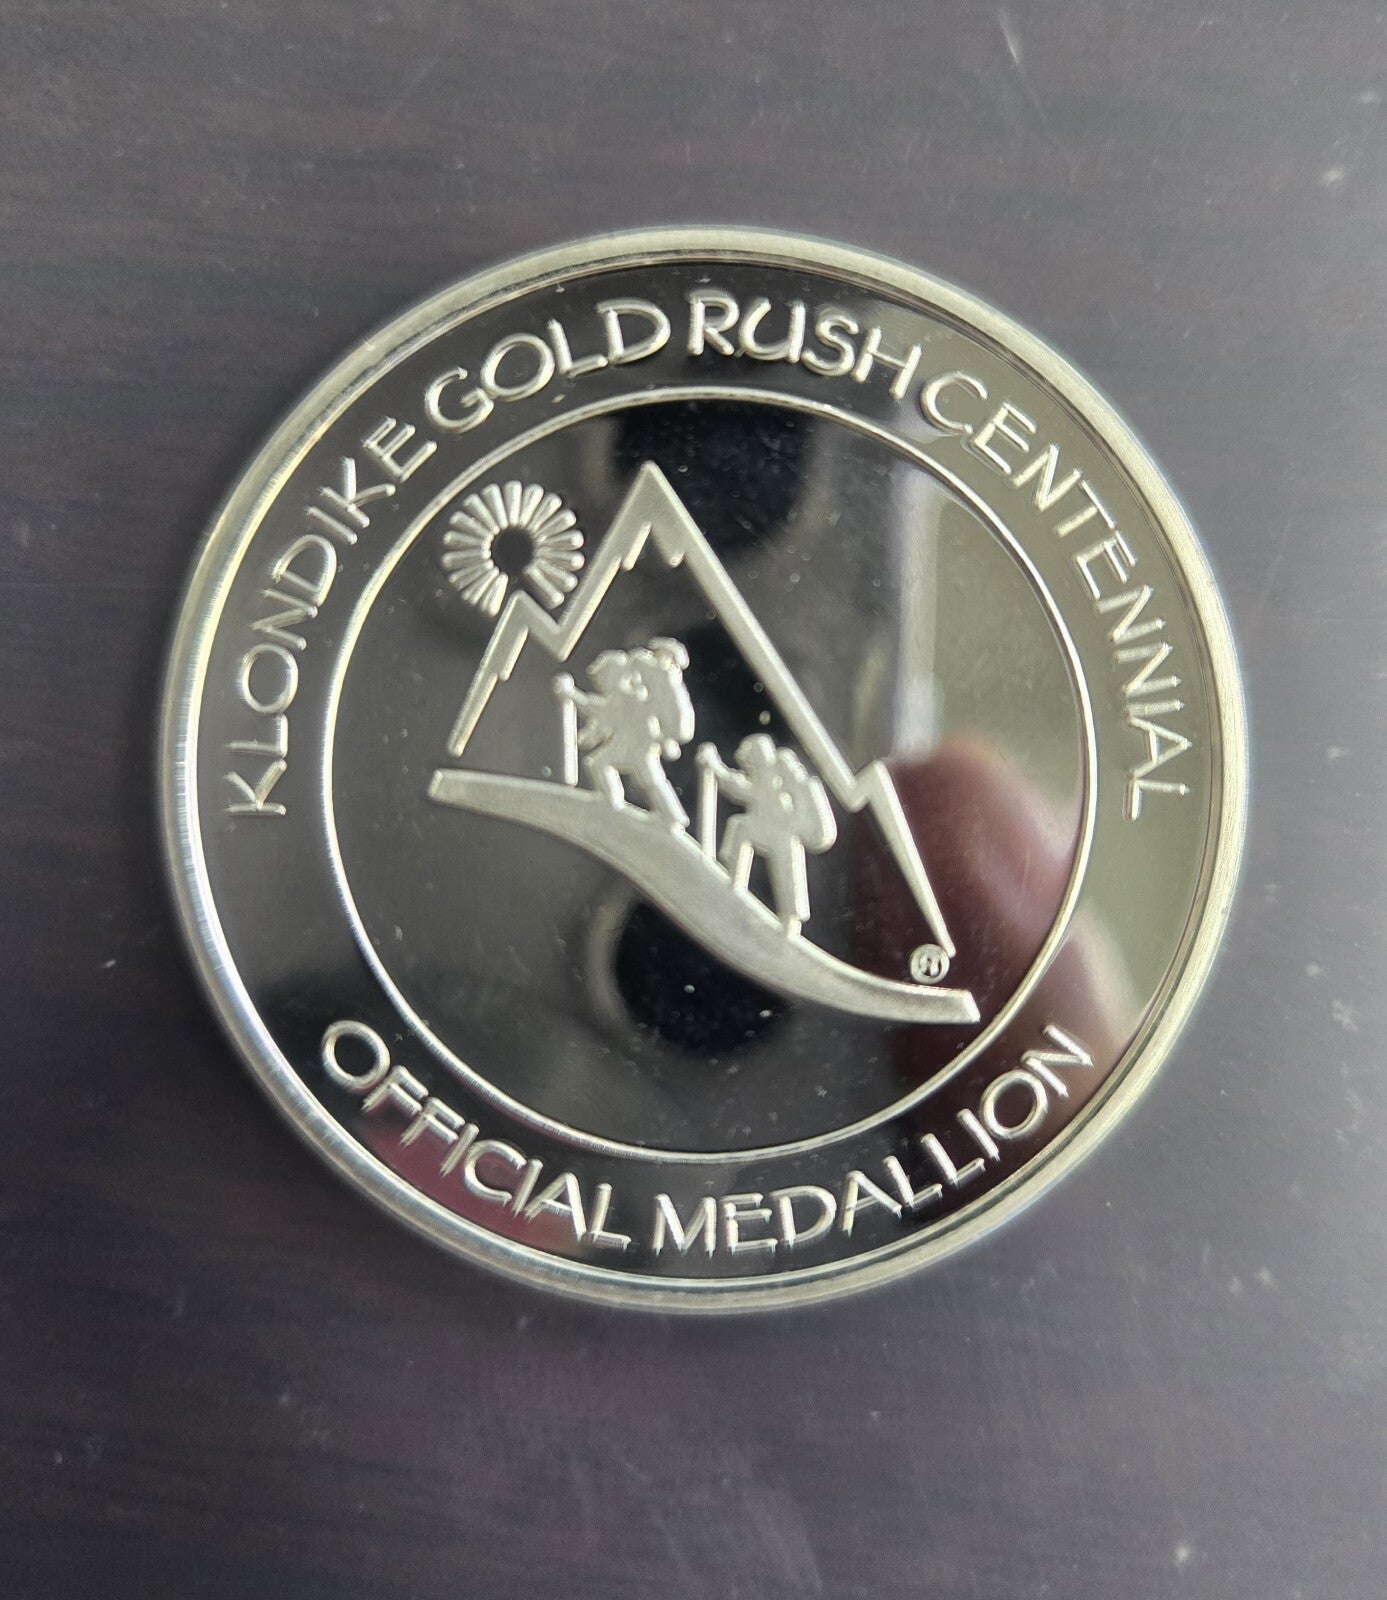 KLONDIKE GOLD RUSH CENTENNIAL
®
OFFICIAL MEDALLION